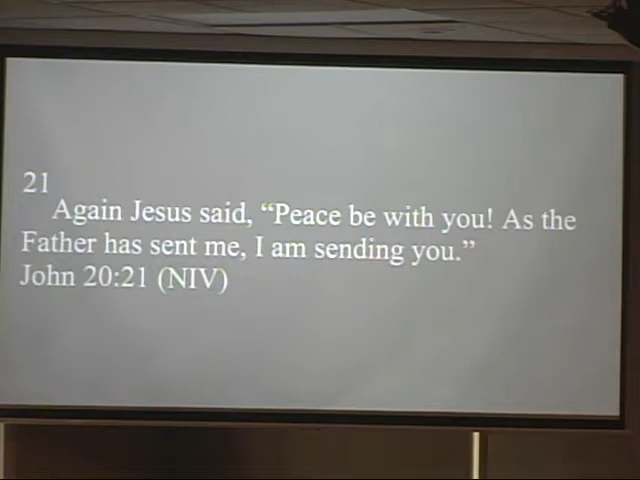 21
Again Jesus said, “Peace be with you! As the
Father has sent me, I am sending you.”
John 20:21 (NIV)